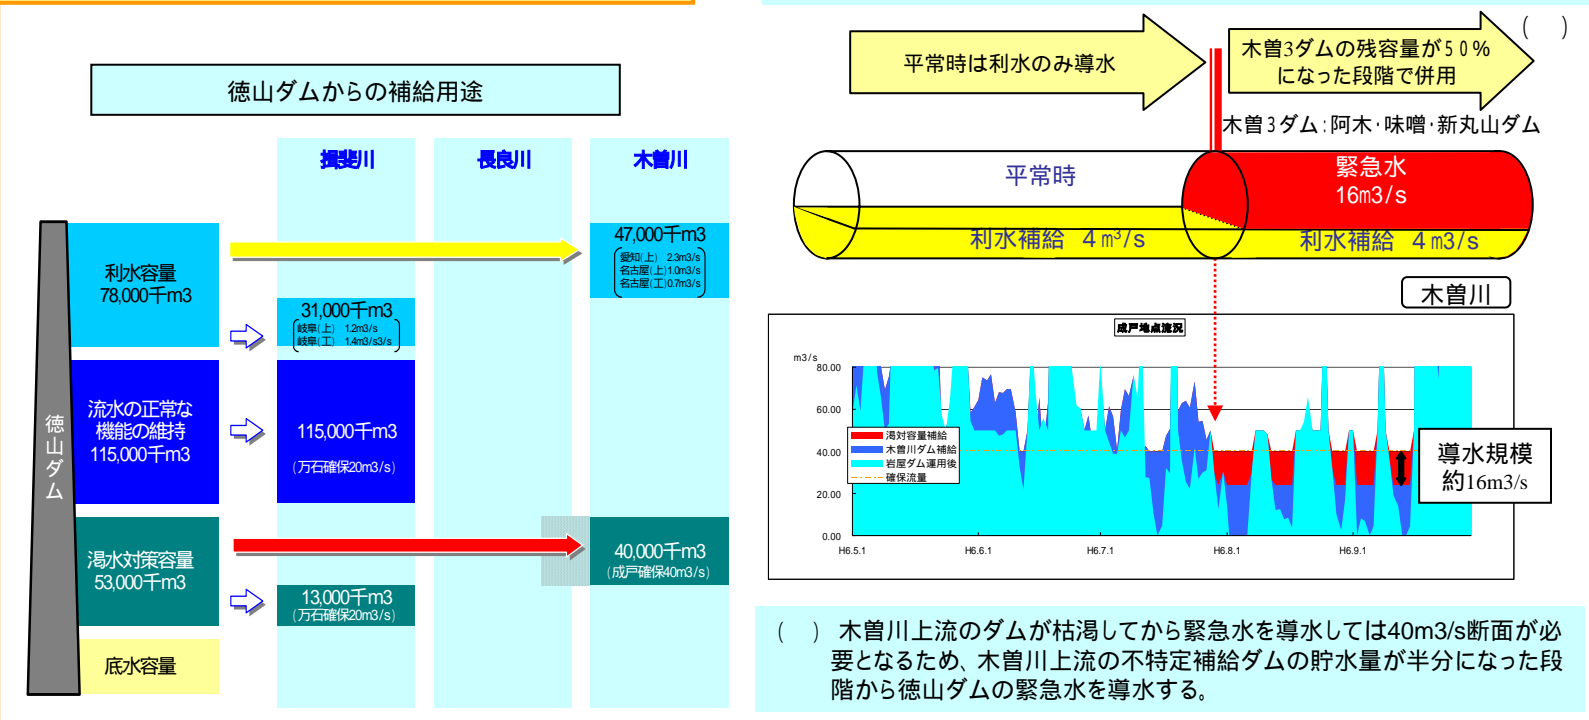 徳山ダムからの補給用途
揖斐川
長良川
木曽川
徳山ダム
利水容量
78,000千m3
47,000千m3
愛知(上) 2.3m3/s
名古屋(上)1.0m3/s
名古屋(工)0.7m3/s
31,000千m3
岐阜(上) 1.2m3/s
岐阜(工) 1.4m3/s3/s
流水の正常な
機能の維持
115,000千m3
115,000千m3
(万石確保20m3/s)
渇水対策容量
53,000千m3
40,000千m3
(成戸確保40m3/s)
13,000千m3
(万石確保20m3/s)
底水容量
平常時は利水のみ導水
( )
木曽3ダムの残容量が50%
になった段階で併用
木曽3ダム:阿木・味噌・新丸山ダム
平常時
緊急水
16m3/s
利水補給 4m³/s
利水補給 4m3/s
木曽川
成戸地点流況
m3/s
80.00
60.00
40.00
20.00
0.00
渇対容量補給
木曽川ダム補給
岩屋ダム運用後
確保流量
H6.5.1
H6.6.1
H6.7.1
H6.8.1
H6.9.1
導水規模
約16m3/s
( ) 木曽川上流のダムが枯渇してから緊急水を導水しては40m3/s断面が必
要となるため、木曽川上流の不特定補給ダムの貯水量が半分になった段
階から徳山ダムの緊急水を導水する。